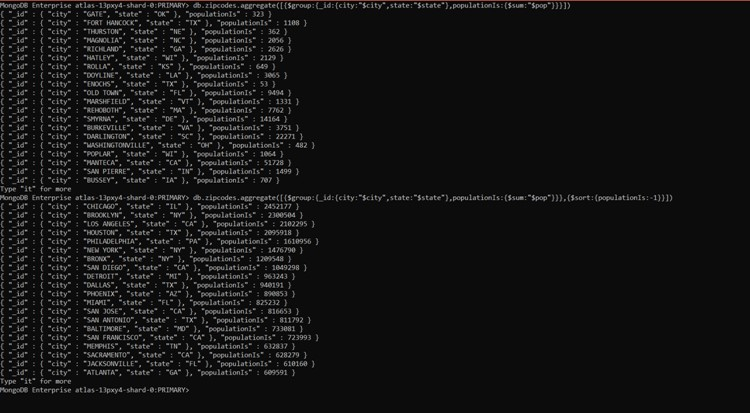 MongoDB Enterprise atlas-13pxy4-shard-0:PRIMARY> db.zipcodes.aggregate([{$group:{_id:{city:"$city",state:"$state"},populationIs:{$sum:"$pop"}}}])
{ "_id" : { "city" : "GATE", "state" : "OK" }, "populationIs" : 323 }
{ "_id" : { "city" : "FORT HANCOCK", "state" : "TX" }, "populationIs" : 1108 }
{ "_id" : { "city" : "THURSTON", "state" : "NE" }, "populationIs" : 362 }
{ "_id" : { "city" : "MAGNOLIA", "state" : "NC" }, "populationIs" : 2056 }
{ "_id" : { "city" : "RICHLAND", "state" : "GA" }, "populationIs" : 2626 }
{ "_id" : { "city" : "HATLEY", "state" : "WI" }, "populationIs" : 2129 }
{ "_id" : { "city" : "ROLLA", "state" : "KS" }, "populationIs" : 649 }
{ "_id" : { "city" : "DOYLINE", "state" : "LA" }, "populationIs" : 3065 }
{ "_id" : { "city" : "ENOCHS", "state" : "TX" }, "populationIs" : 53 }
{ "_id" : { "city" : "OLD TOWN", "state" : "FL" }, "populationIs" : 9494 }
{ "_id" : { "city" : "MARSHFIELD", "state" : "VT" }, "populationIs" : 1331 }
{ "_id" : { "city" : "REHOBOTH", "state" : "MA" }, "populationIs" : 7762 }
{ "_id" : { "city" : "SMYRNA", "state" : "DE" }, "populationIs" : 14164 }
{ "_id" : { "city" : "BURKEVILLE", "state" : "VA" }, "populationIs" : 3751 }
{ "_id" : { "city" : "DARLINGTON", "state" : "SC" }, "populationIs" : 22271 }
{ "_id" : { "city" : "WASHINGTONVILLE", "state" : "OH" }, "populationIs" : 482 }
{ "_id" : { "city" : "POPLAR", "state" : "WI" }, "populationIs" : 1064 }
{ "_id" : { "city" : "MANTECA", "state" : "CA" }, "populationIs" : 51728 }
{ "_id" : { "city" : "SAN PIERRE", "state" : "IN" }, "populationIs" : 1499 }
{ "_id" : { "city" : "BUSSEY", "state" : "IA" }, "populationIs" : 707 }
Type "it" for more
MongoDB Enterprise atlas-13pxy4-shard-0:PRIMARY> db.zipcodes.aggregate([{$group:{_id:{city:"$city",state:"$state"},populationIs:{$sum:"$pop"}}},{$sort:{populationIs:-1}}])
{ "_id" : { "city" : "CHICAGO", "state" : "IL" }, "populationIs" : 2452177 }
{ "_id" : { "city" : "BROOKLYN", "state" : "NY" }, "populationIs" : 2300504 }
{ "_id" : { "city" : "LOS ANGELES", "state" : "CA" }, "populationIs" : 2102295 }
{ "_id" : { "city" : "HOUSTON", "state" : "TX" }, "populationIs" : 2095918 }
{ "_id" : { "city" : "PHILADELPHIA", "state" : "PA" }, "populationIs" : 1610956 }
{ "_id" : { "city" : "NEW YORK", "state" : "NY" }, "populationIs" : 1476790 }
{ "_id" : { "city" : "BRONX", "state" : "NY" }, "populationIs" : 1209548 }
{ "_id" : { "city" : "SAN DIEGO", "state" : "CA" }, "populationIs" : 1049298 }
{ "_id" : { "city" : "DETROIT", "state" : "MI" }, "populationIs" : 963243 }
{ "_id" : { "city" : "DALLAS", "state" : "TX" }, "populationIs" : 940191 }
{ "_id" : { "city" : "PHOENIX", "state" : "AZ" }, "populationIs" : 890853 }
{ "_id" : { "city" : "MIAMI", "state" : "FL" }, "populationIs" : 825232 }
{ "_id" : { "city" : "SAN JOSE", "state" : "CA" }, "populationIs" : 816653 }
{ "_id" : { "city" : "SAN ANTONIO", "state" : "TX" }, "populationIs" : 811792 }
{ "_id" : { "city" : "BALTIMORE", "state" : "MD" }, "populationIs" : 733081 }
{ "_id" : { "city" : "SAN FRANCISCO", "state" : "CA" }, "populationIs" : 723993 }
{ "_id" : { "city" : "MEMPHIS", "state" : "TN" }, "populationIs" : 632837 }
{ "_id" : { "city" : "SACRAMENTO", "state" : "CA" }, "populationIs" : 628279 }
{ "_id" : { "city" : "JACKSONVILLE", "state" : "FL" }, "populationIs" : 610160 }
{ "_id" : { "city" : "ATLANTA", "state" : "GA" }, "populationIs" : 609591 }
Type "it" for more
MongoDB Enterprise atlas-13pxy4-shard-0:PRIMARY>